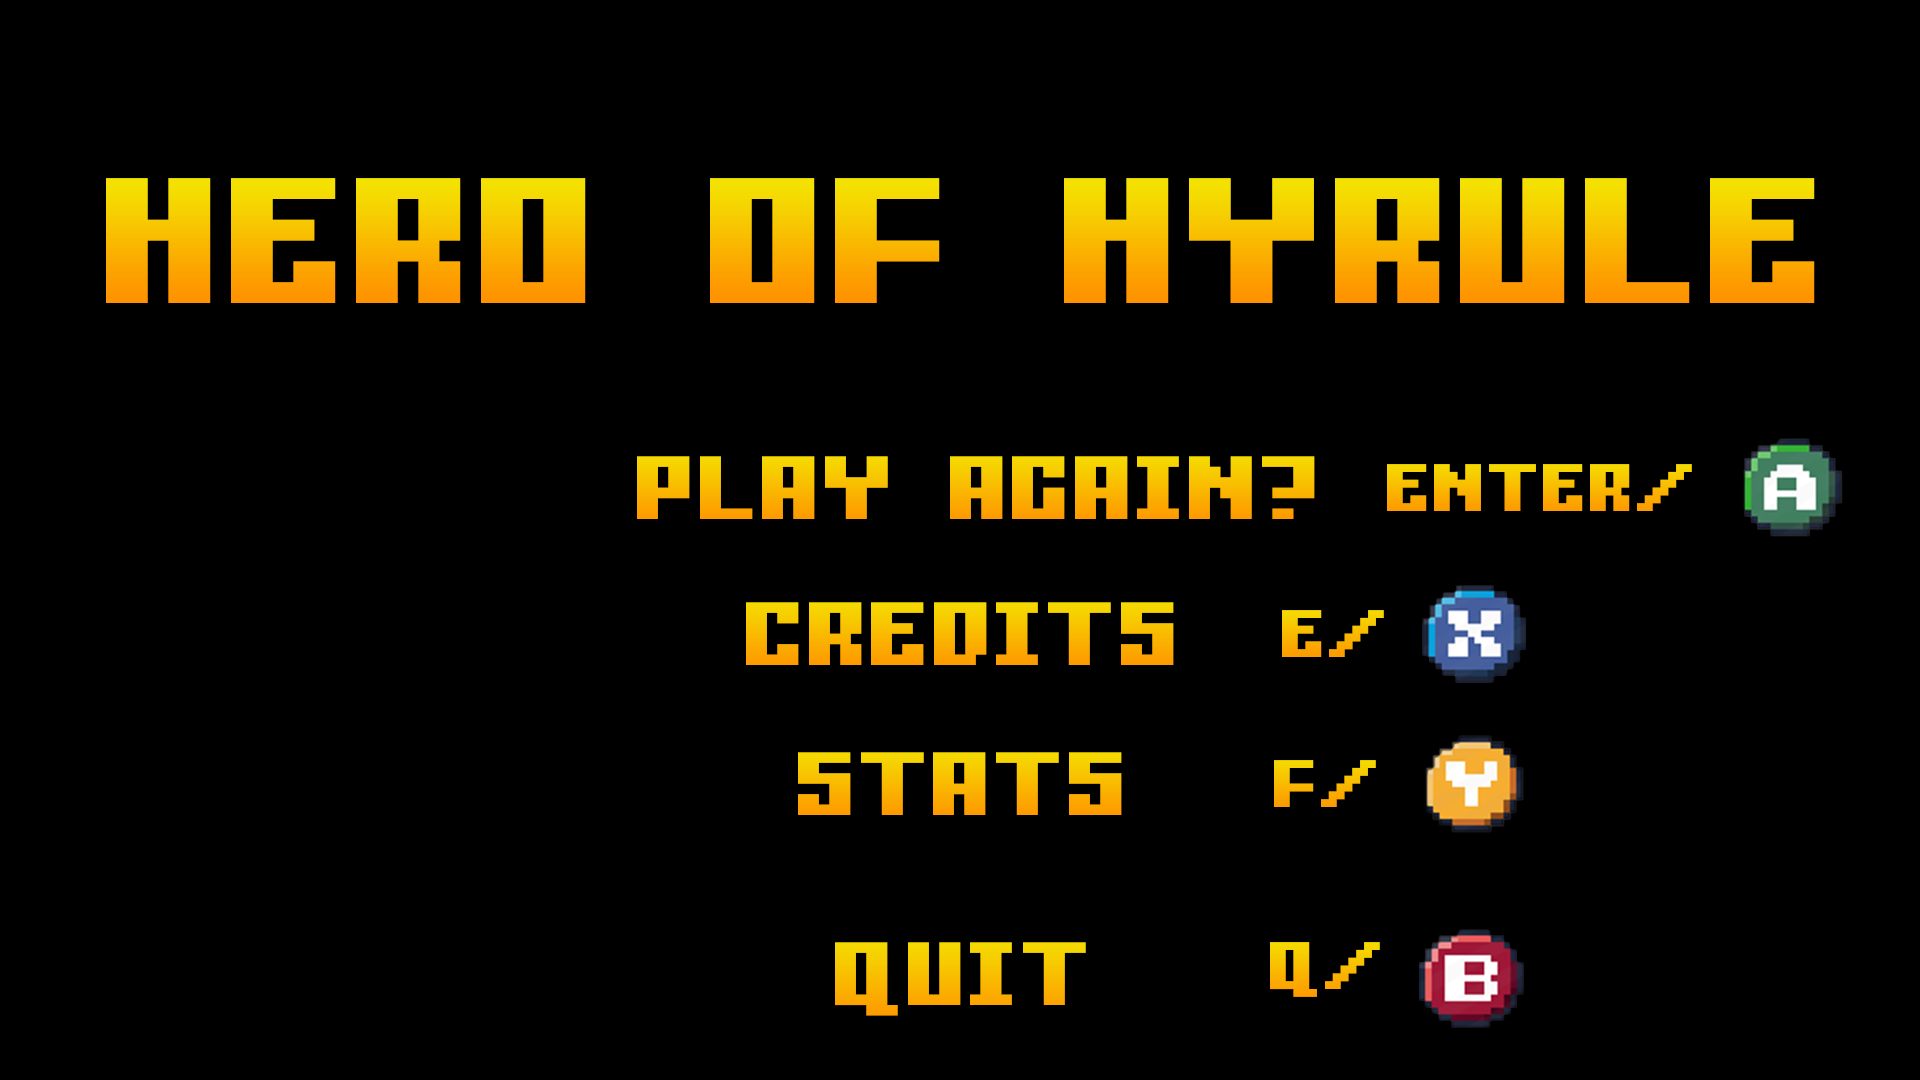 HERO OF HYRULE
PLAY AGAIN? ENTER/ A
CREDITS E/ X
STATS F/ Y
QUIT Q/ B